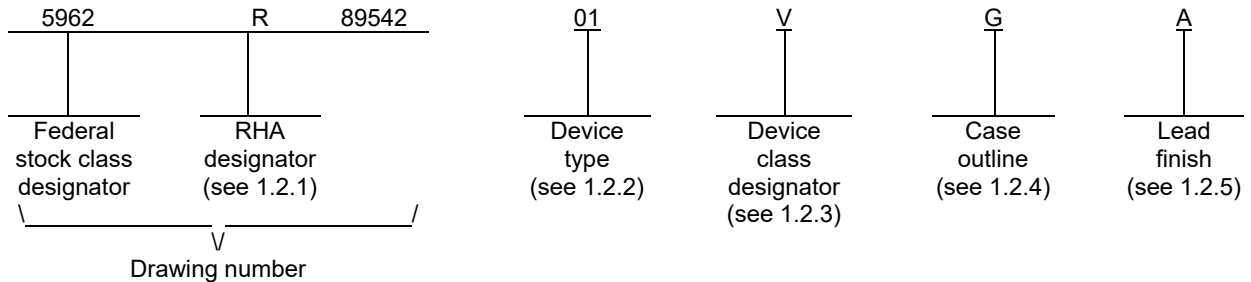 5962 R 89542 01 V G A
Federal RHA Device Device Case Lead
stock class designator type class outline finish
designator (see 1.2.1) (see 1.2.2) designator (see 1.2.4) (see 1.2.5)
(see 1.2.3)
\ /
\/
Drawing number